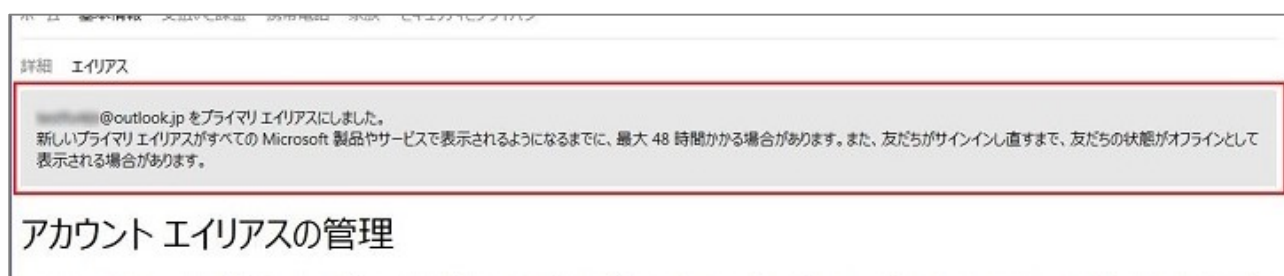 詳細 エイリアス
@outlook.jp をプライマリ エイリアスにしました。
新しいプライマリ エイリアスがすべての Microsoft 製品やサービスで表示されるようになるまでに、最大 48 時間かかる場合があります。また、友だちがサインインし直すまで、友だちの状態がオフラインとして
表示される場合があります。
アカウント エイリアスの管理